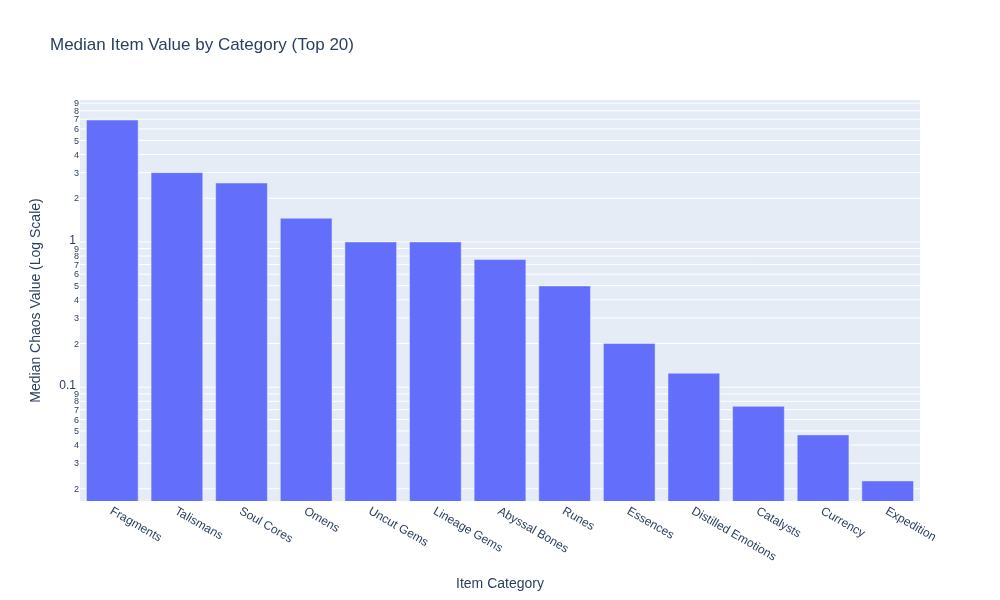 Median Item Value by Category (Top 20)
Median Chaos Value (Log Scale)
9
8
7
6
5
4
3
2
1
9
8
7
6
5
4
3
2
0.1
9
8
7
6
5
4
3
2
Fragments
Talismans
Soul Cores
Omens
Uncut Gems
Lineage Gems
Abyssal Bones
Runes
Essences
Distilled Emotions
Catalysts
Currency
Expedition
Item Category